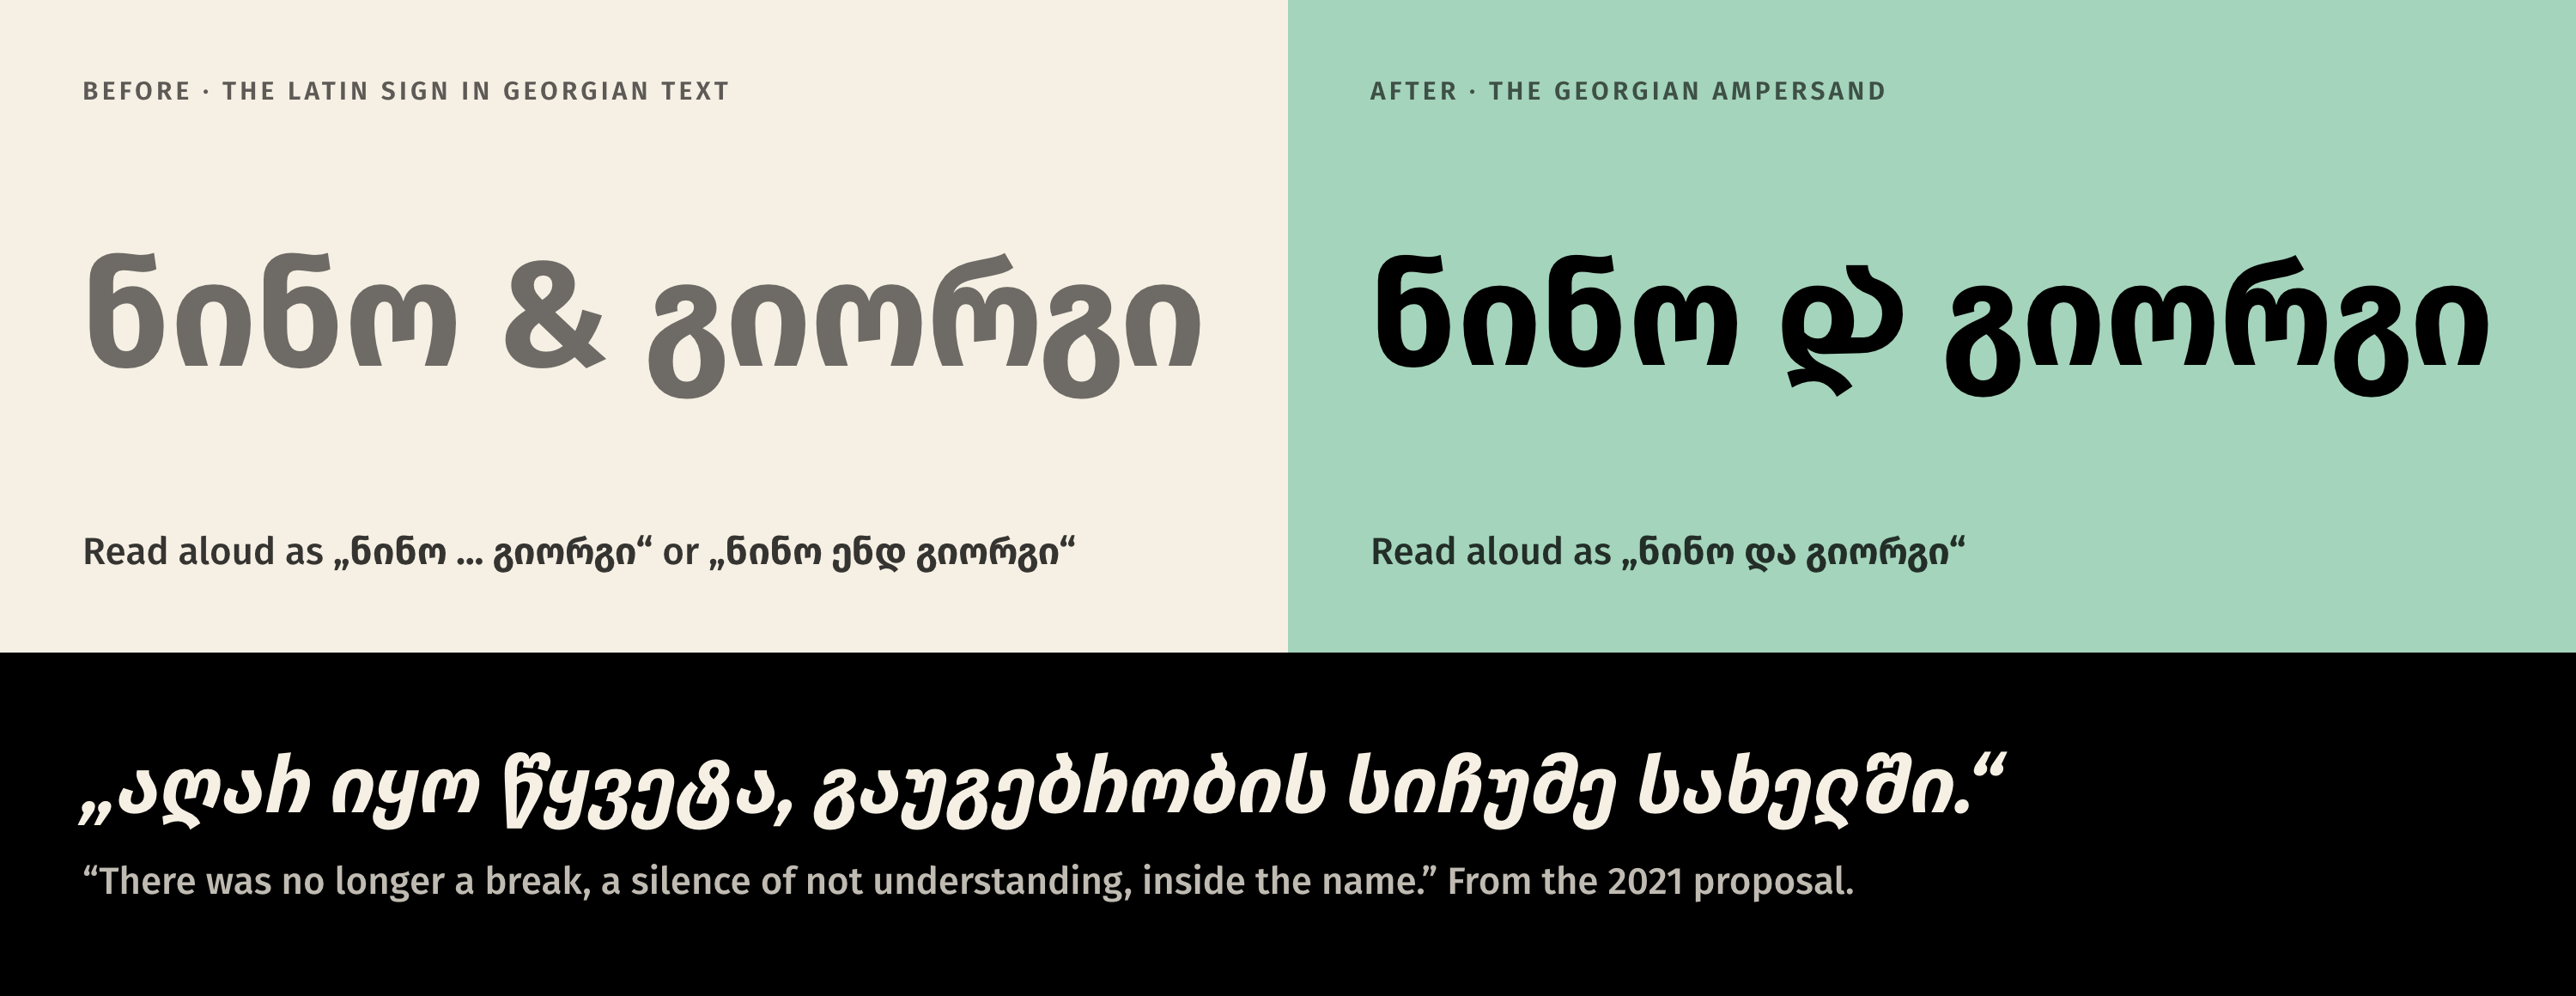 BEFORE · THE LATIN SIGN IN GEORGIAN TEXT
ნინო & გიორგი
Read aloud as „ნინო ... გიორგი“ or „ნინო ენდ გიორგი“
AFTER · THE GEORGIAN AMPERSAND
ნინო და გიორგი
Read aloud as „ნინო და გიორგი“
„აღარ იყო წყვეტა, გაუგებრობის სიჩუმე სახელში.“
“There was no longer a break, a silence of not understanding, inside the name.” From the 2021 proposal.